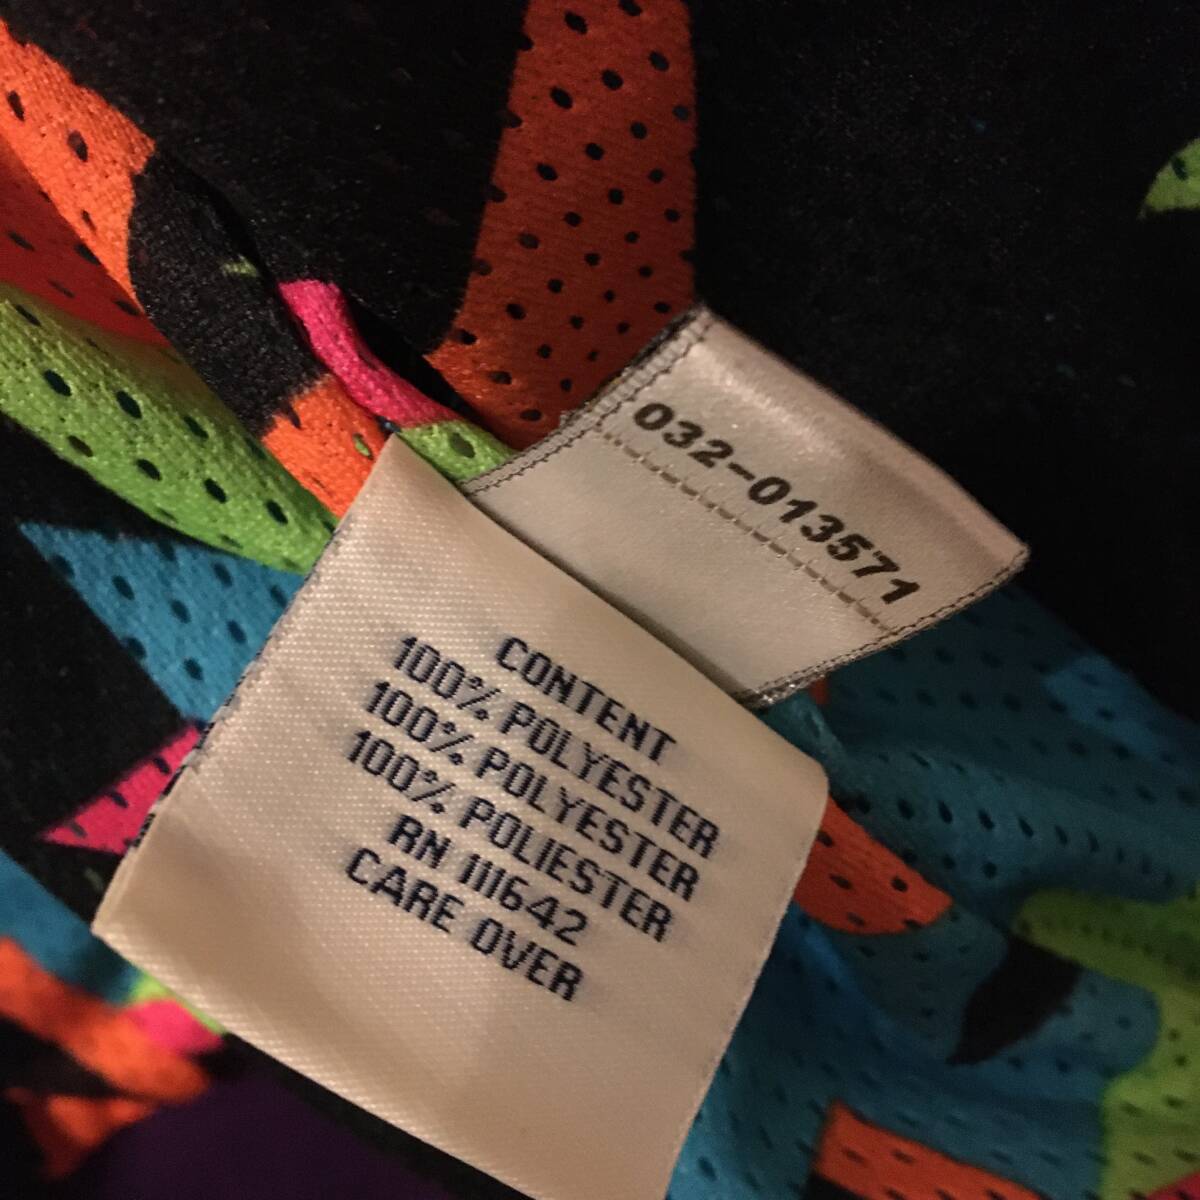 032-013571
CONTENT
100% POLYESTER
100% POLYESTER
100% POLIESTER
RN 111642
CARE OVER